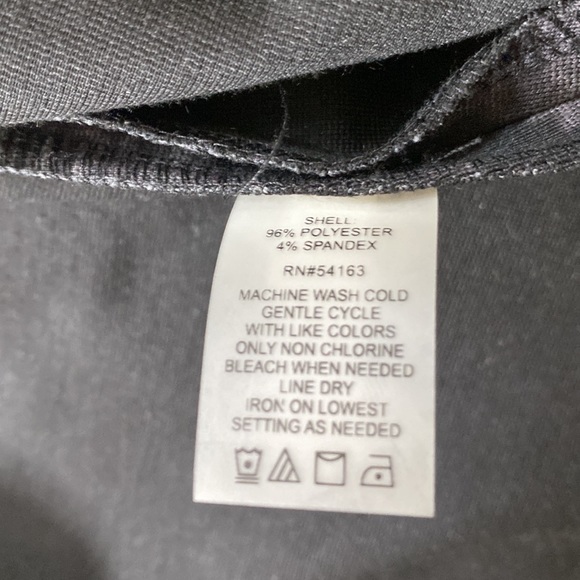 SHELL:
96% POLYESTER
4% SPANDEX
RN#54163
MACHINE WASH COLD
GENTLE CYCLE
WITH LIKE COLORS
ONLY NON CHLORINE
BLEACH WHEN NEEDED
LINE DRY
IRON ON LOWEST
SETTING AS NEEDED